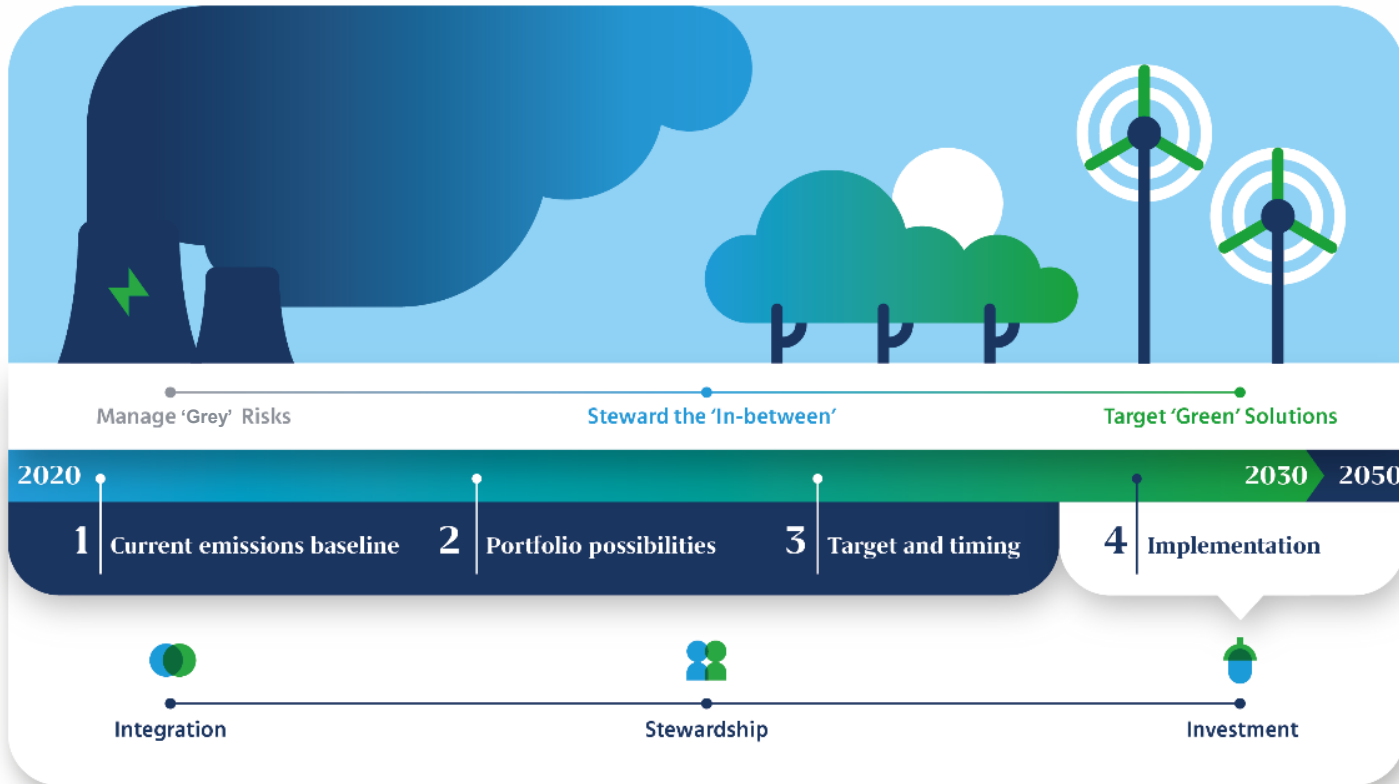 Manage ‘Grey’ Risks
Steward the ‘In-between’
Target ‘Green’ Solutions
2020
2030
2050
1 Current emissions baseline
2 Portfolio possibilities
3 Target and timing
4 Implementation
Integration
Stewardship
Investment